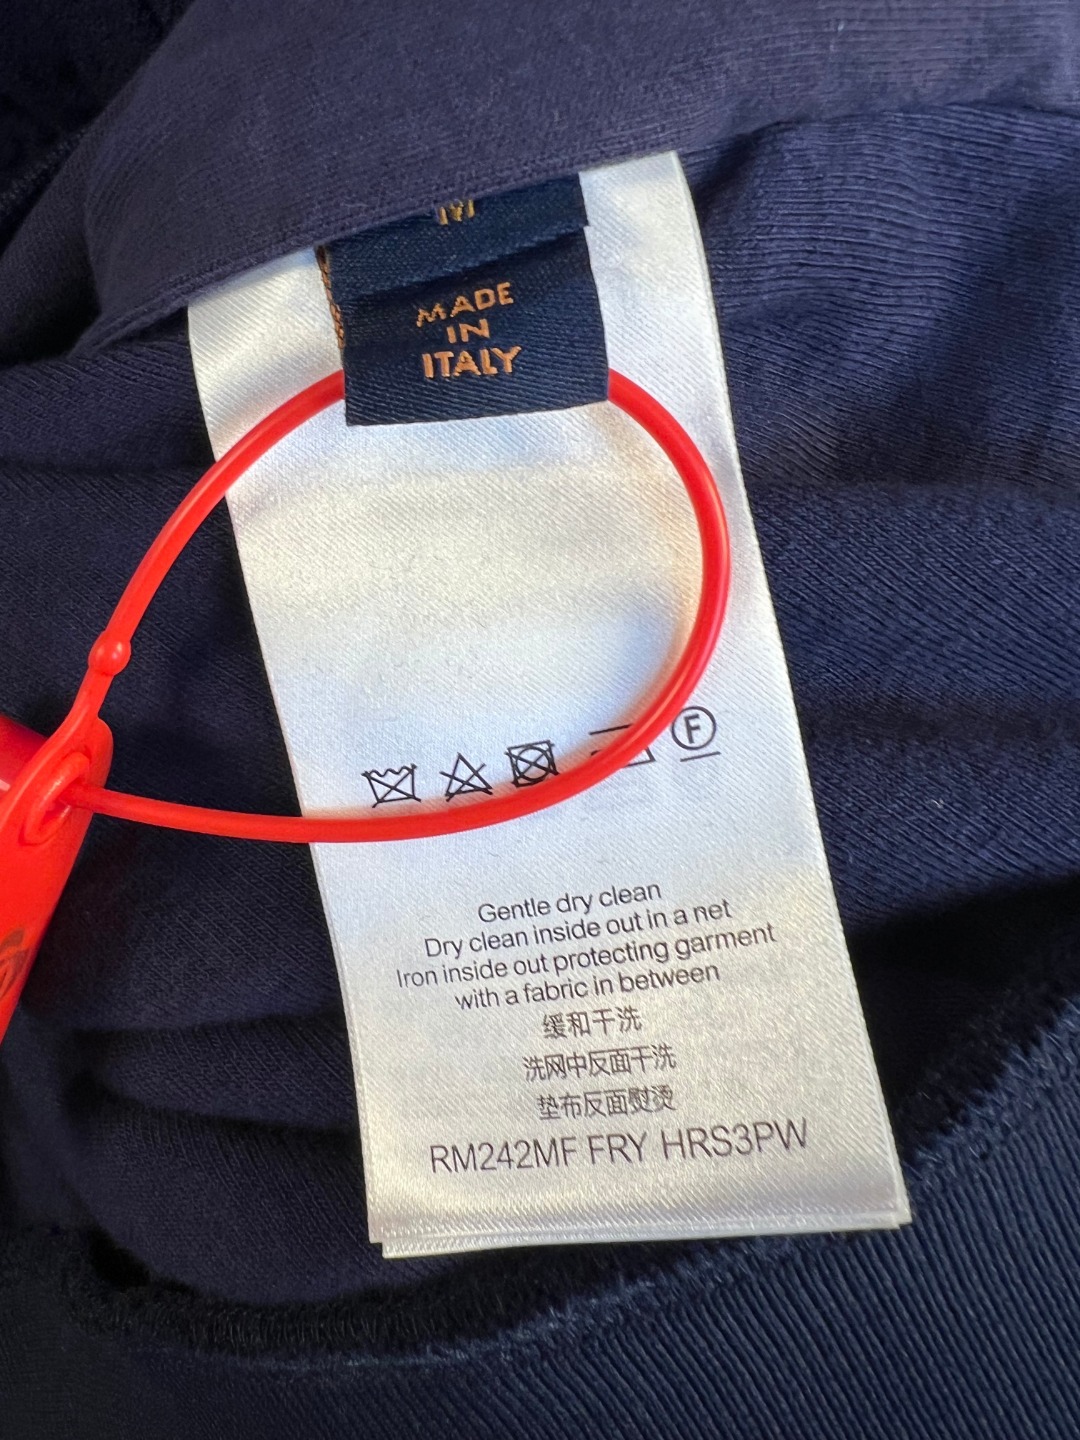 M
MADE
IN
ITALY
F
Gentle dry clean
Dry clean inside out in a net
Iron inside out protecting garment
with a fabric in between
缓和干洗
洗网中反面干洗
垫布反面熨烫
RM242MF FRY HRS3PW